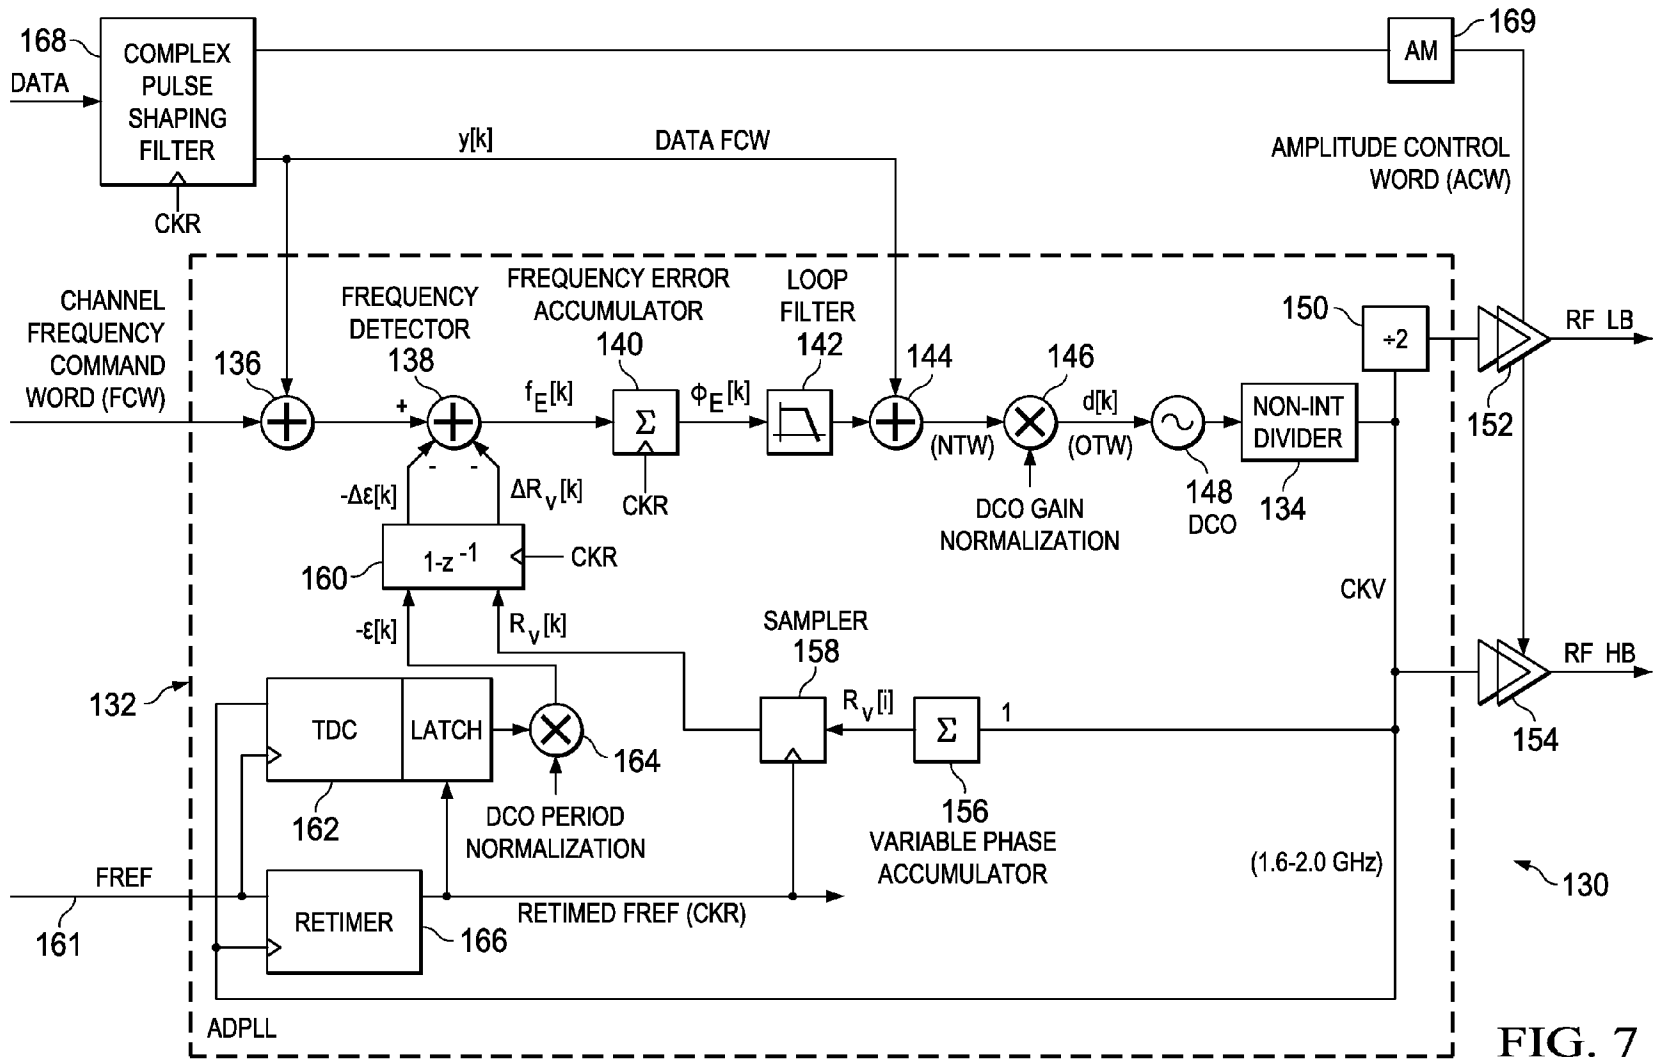 168
COMPLEX
PULSE
SHAPING
FILTER
DATA
CKR
y[k]
DATA FCW
AM
169
AMPLITUDE CONTROL
WORD (ACW)
CHANNEL
FREQUENCY
COMMAND
WORD (FCW)
136
+
FREQUENCY
DETECTOR
138
+
-
-
f_E[k]
FREQUENCY ERROR
ACCUMULATOR
140
Σ
CKR
ϕ_E[k]
LOOP
FILTER
142
144
+
(NTW)
146
×
DCO GAIN
NORMALIZATION
d[k]
(OTW)
~
148
DCO
NON-INT
DIVIDER
134
150
÷2
152
RF LB
-Δε[k]
ΔR_v[k]
160
1-z^-1
CKR
-ε[k]
R_v[k]
CKV
SAMPLER
158
R_v[i]
Σ
1
156
VARIABLE PHASE
ACCUMULATOR
RF HB
154
132
TDC
LATCH
162
×
164
DCO PERIOD
NORMALIZATION
(1.6-2.0 GHz)
130
FREF
161
RETIMER
166
RETIMED FREF (CKR)
ADPLL
FIG. 7